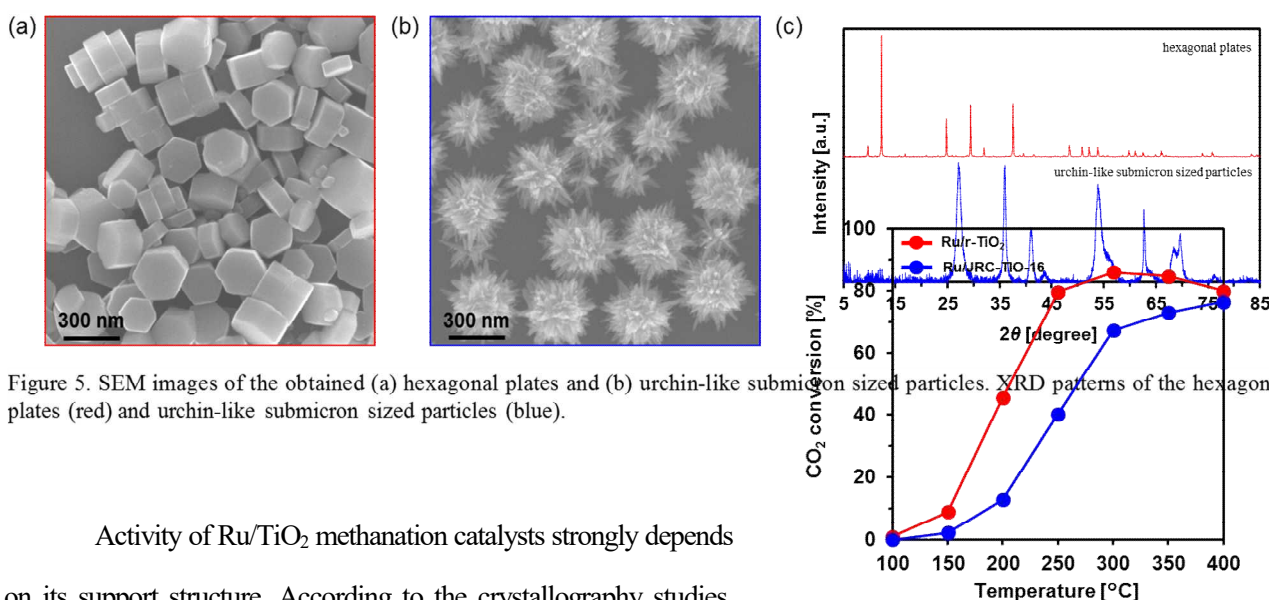 (a)
300 nm
(b)
300 nm
(c)
hexagonal plates
urchin-like submicron sized particles
Intensity [a.u.]
5 15 25 35 45 55 65 75 85
2θ [degree]
Ru/r-TiO2
Ru/JRC-TIO-16
100
80
60
40
20
0
CO2 conversion [%]
100 150 200 250 300 350 400
Temperature [°C]
Figure 5. SEM images of the obtained (a) hexagonal plates and (b) urchin-like submicron sized particles. XRD patterns of the hexagon
plates (red) and urchin-like submicron sized particles (blue).
Activity of Ru/TiO2 methanation catalysts strongly depends
on its support structure. According to the crystallography studies,